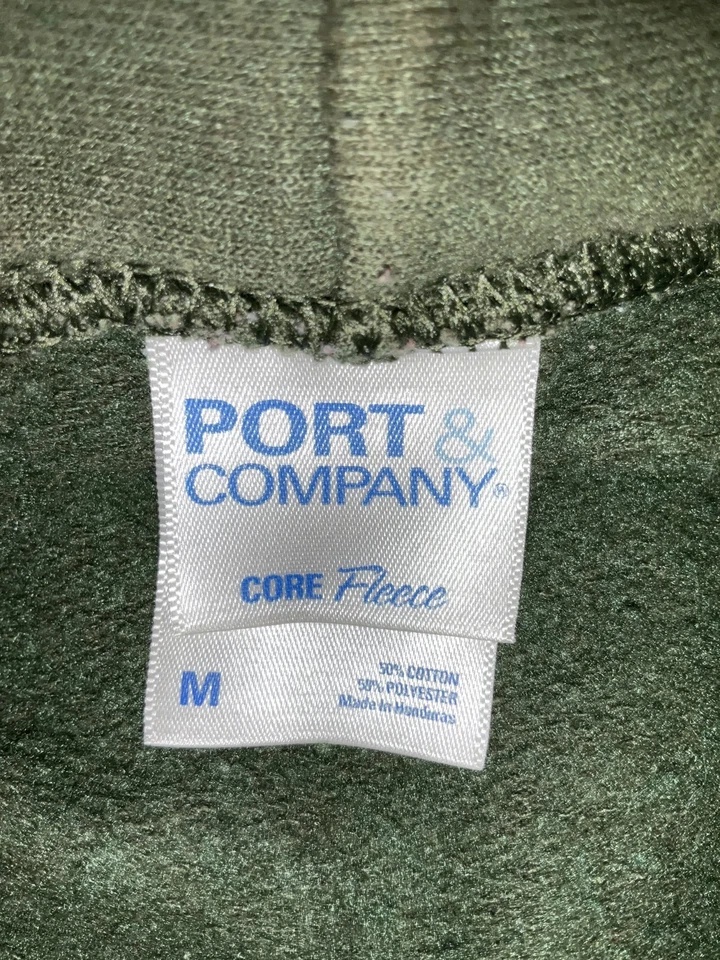 PORT &
COMPANY®
CORE Fleece
M
50% COTTON
50% POLYESTER
Made in Honduras